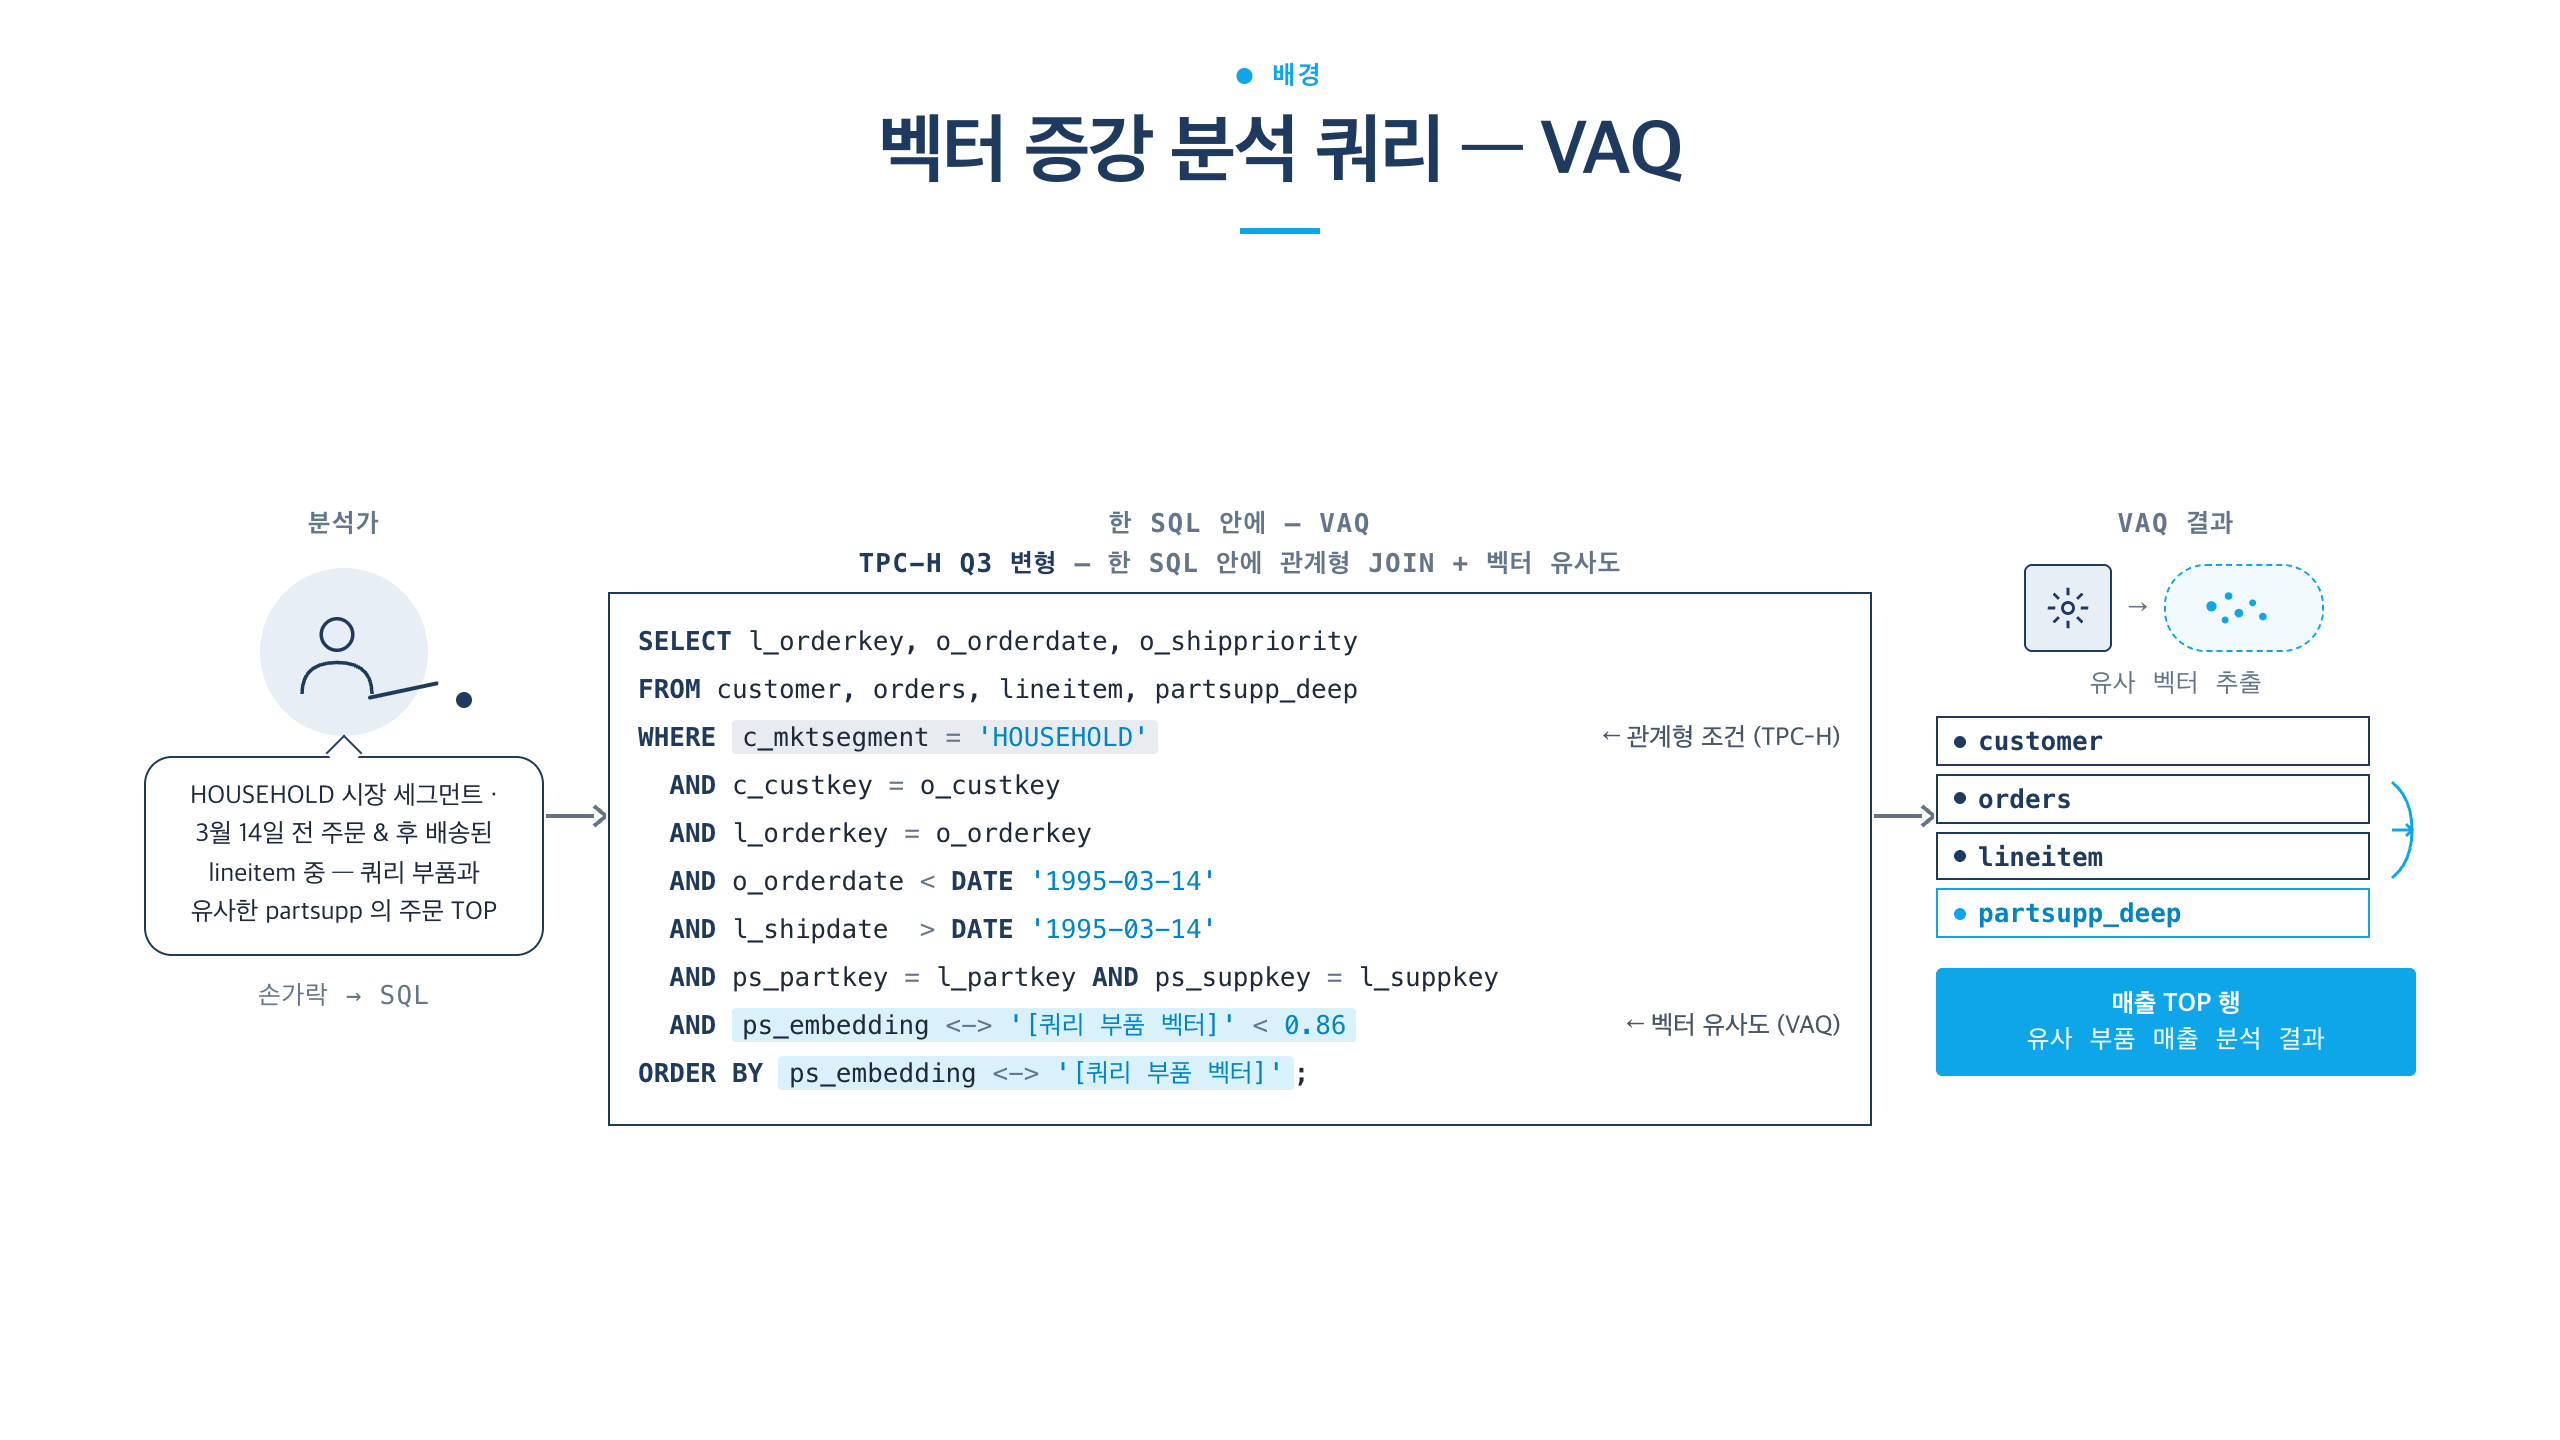 배경
벡터 증강 분석 쿼리 — VAQ
분석가
HOUSEHOLD 시장 세그먼트 ·
3월 14일 전 주문 & 후 배송된
lineitem 중 — 쿼리 부품과
유사한 partsupp 의 주문 TOP
손가락 → SQL
한 SQL 안에 — VAQ
TPC-H Q3 변형 — 한 SQL 안에 관계형 JOIN + 벡터 유사도
SELECT l_orderkey, o_orderdate, o_shippriority
FROM customer, orders, lineitem, partsupp_deep
WHERE c_mktsegment = 'HOUSEHOLD' ← 관계형 조건 (TPC-H)
AND c_custkey = o_custkey
AND l_orderkey = o_orderkey
AND o_orderdate < DATE '1995-03-14'
AND l_shipdate > DATE '1995-03-14'
AND ps_partkey = l_partkey AND ps_suppkey = l_suppkey
AND ps_embedding <-> '[쿼리 부품 벡터]' < 0.86 ← 벡터 유사도 (VAQ)
ORDER BY ps_embedding <-> '[쿼리 부품 벡터]';
VAQ 결과
→
유사 벡터 추출
customer
orders
lineitem
partsupp_deep
매출 TOP 행
유사 부품 매출 분석 결과